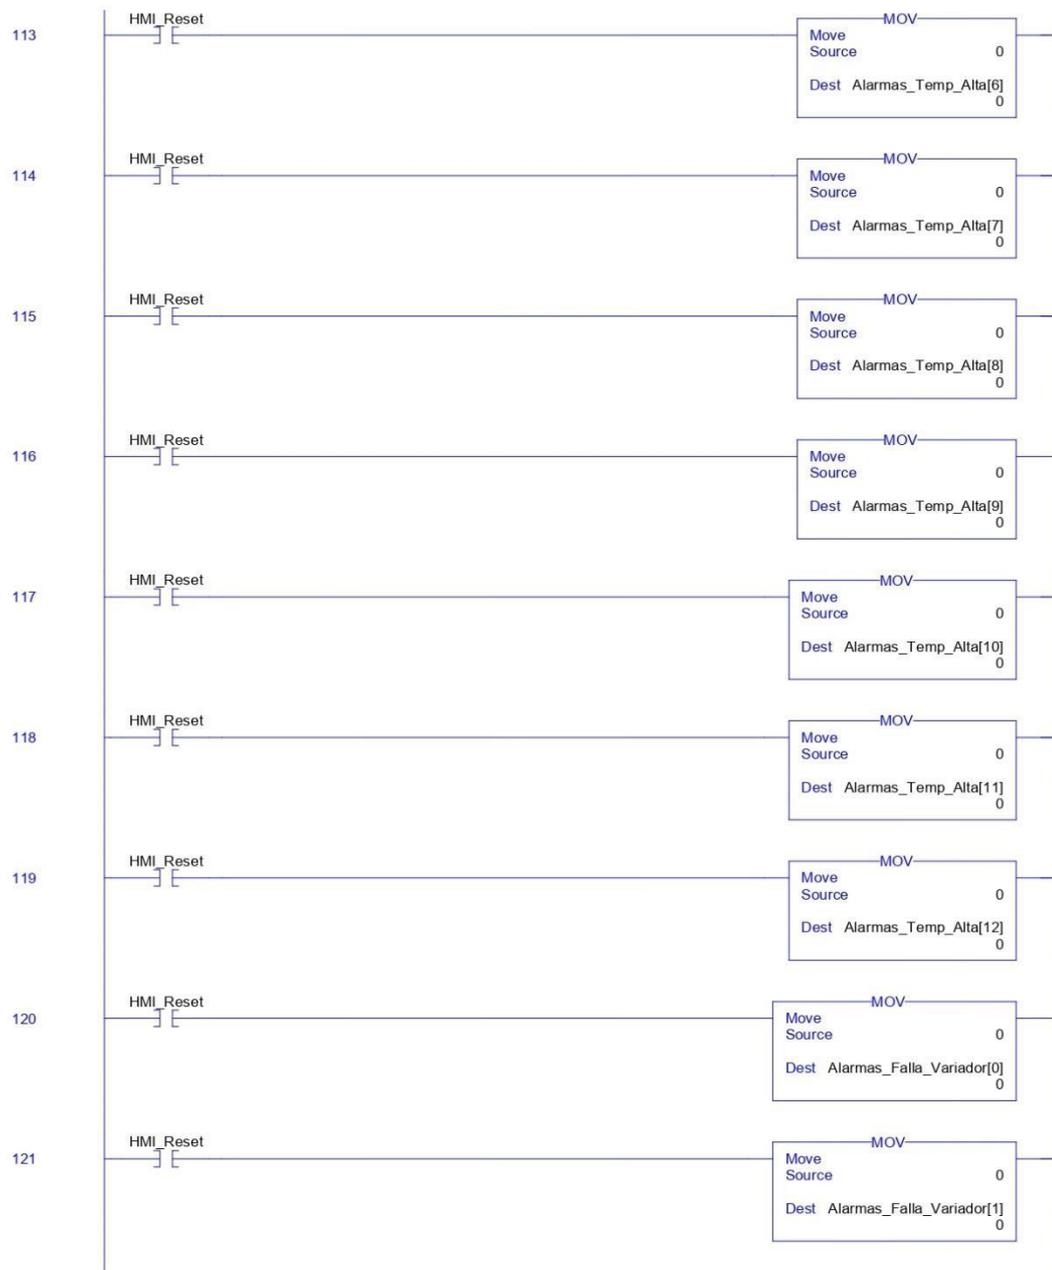 HMI_Reset
MOV
113
Move
Source 0
Dest Alarmas_Temp_Alta[6]
0
HMI_Reset
MOV
114
Move
Source 0
Dest Alarmas_Temp_Alta[7]
0
HMI_Reset
MOV
115
Move
Source 0
Dest Alarmas_Temp_Alta[8]
0
HMI_Reset
MOV
116
Move
Source 0
Dest Alarmas_Temp_Alta[9]
0
HMI_Reset
MOV
117
Move
Source 0
Dest Alarmas_Temp_Alta[10]
0
HMI_Reset
MOV
118
Move
Source 0
Dest Alarmas_Temp_Alta[11]
0
HMI_Reset
MOV
119
Move
Source 0
Dest Alarmas_Temp_Alta[12]
0
HMI_Reset
MOV
120
Move
Source 0
Dest Alarmas_Falla_Variador[0]
0
HMI_Reset
MOV
121
Move
Source 0
Dest Alarmas_Falla_Variador[1]
0